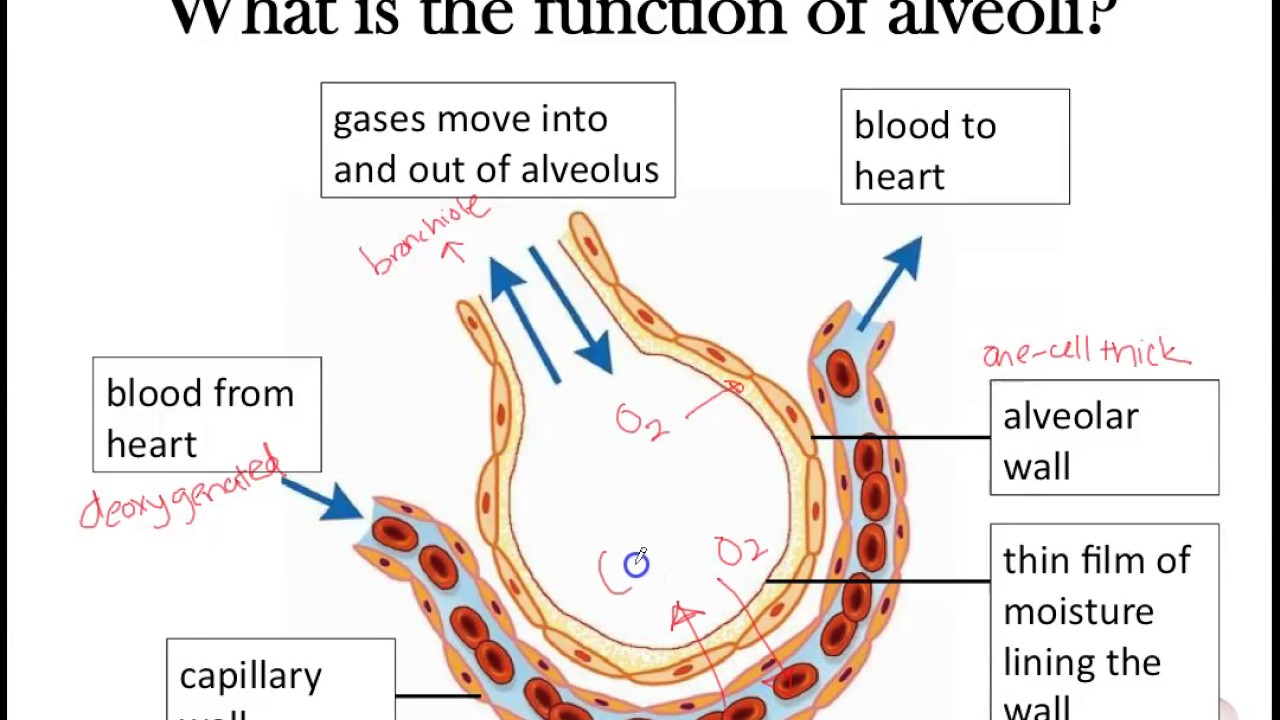 What is the function of alveoli?
gases move into
and out of alveolus
blood to
heart
bronchiole
one-cell thick
blood from
heart
deoxygenated
alveolar
wall
O2
O2
C
thin film of
moisture
lining the
wall
capillary
wall